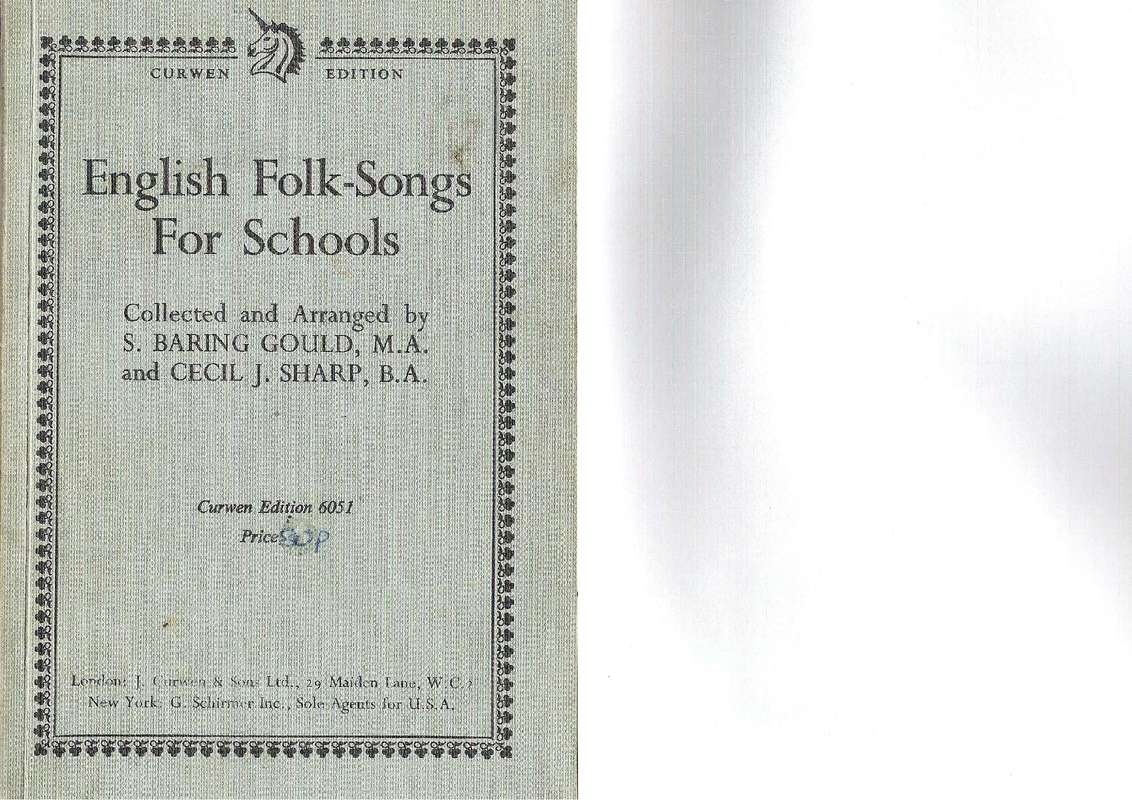 CURWEN EDITION
English Folk-Songs
For Schools
Collected and Arranged by
S. BARING GOULD, M.A.
and CECIL J. SHARP, B.A.
Curwen Edition 6051
Price
London: J. Curwen & Sons Ltd., 29 Maiden Lane, W.C.2
New York: G. Schirmer Inc., Sole Agents for U.S.A.